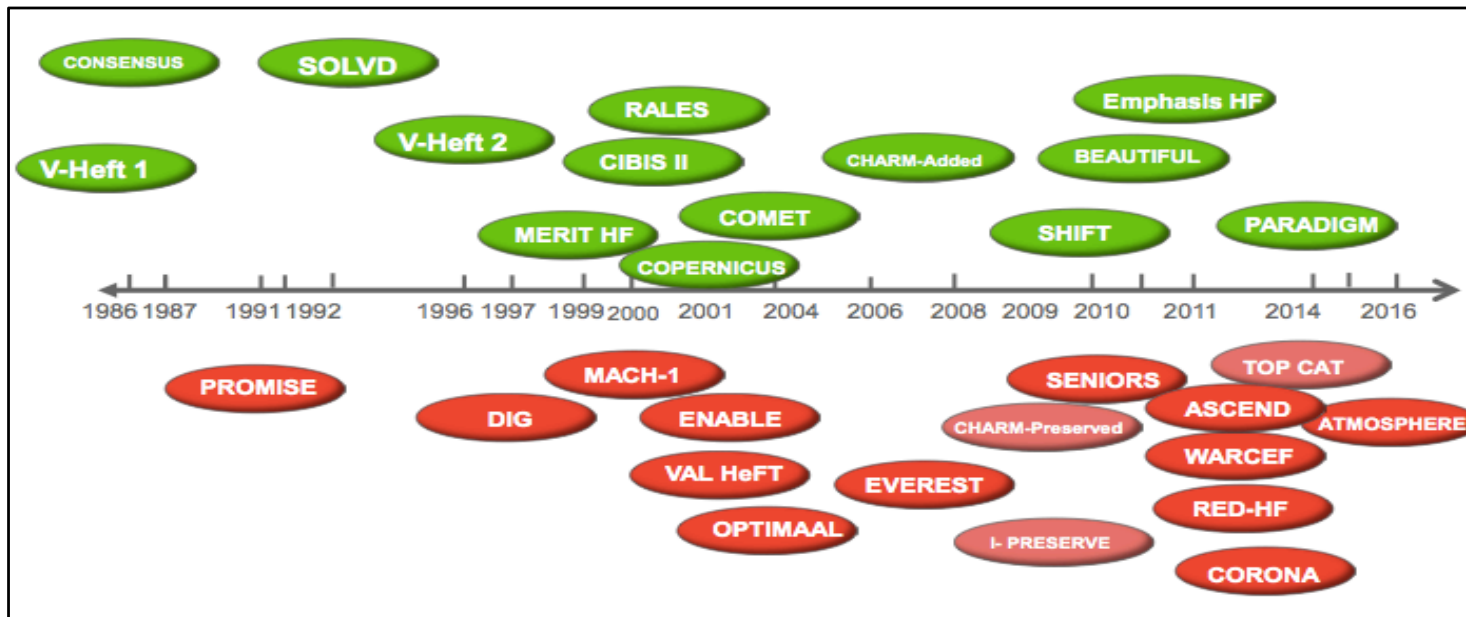 CONSENSUS
SOLVD
RALES
Emphasis HF
V-Heft 1
V-Heft 2
CIBIS II
CHARM-Added
BEAUTIFUL
MERIT HF
COMET
SHIFT
PARADIGM
COPERNICUS
1986 1987 1991 1992 1996 1997 1999 2000 2001 2004 2006 2008 2009 2010 2011 2014 2016
PROMISE
MACH-1
SENIORS
TOP CAT
DIG
ENABLE
CHARM-Preserved
ASCEND
ATMOSPHERE
VAL HeFT
EVEREST
WARCEF
OPTIMAAL
I- PRESERVE
RED-HF
CORONA